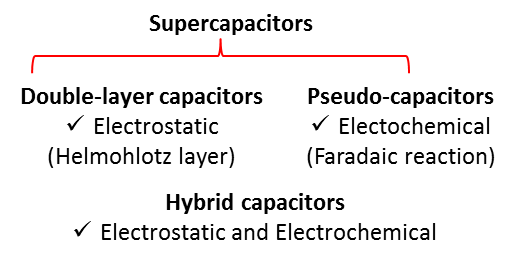 Supercapacitors
Double-layer capacitors
✓ Electrostatic
(Helmohlotz layer)
Pseudo-capacitors
✓ Electochemical
(Faradaic reaction)
Hybrid capacitors
✓ Electrostatic and Electrochemical